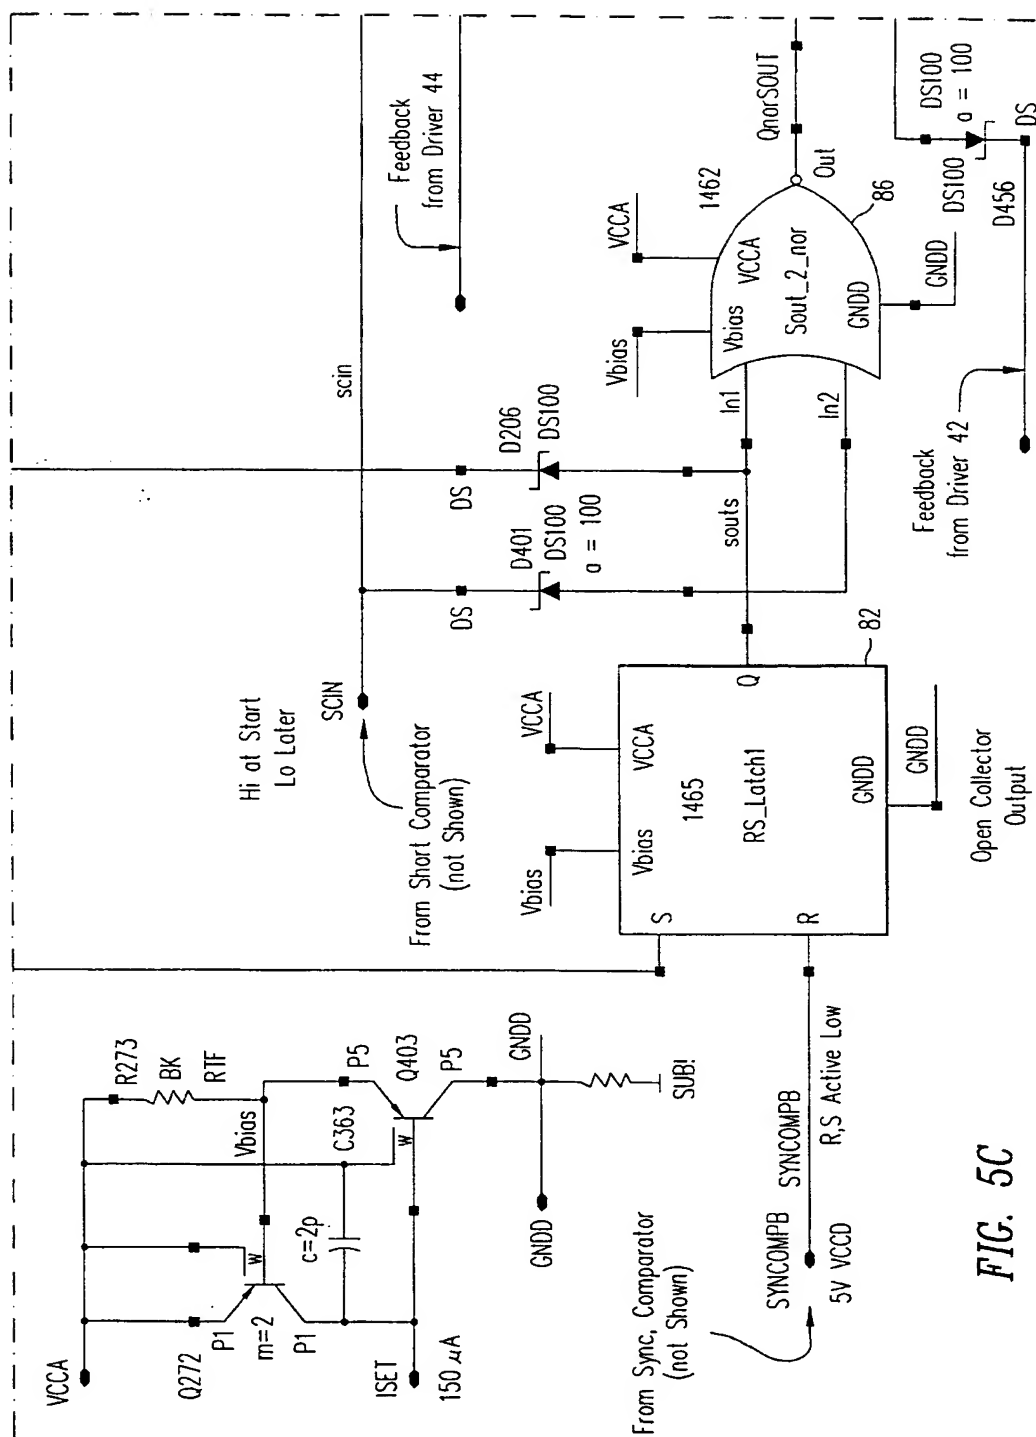 VCCA
R273
BK
RTF
Q272
P1
m=2
P1
w
Vbias
C363
c=2p
w
P5
Q403
P5
ISET
150 μA
GNDD
GNDD
SUB!
From Sync, Comparator
(not Shown)
SYNCOMPB
5V VCCD
SYNCOMPB
R,S Active Low
Hi at Start
Lo Later
SCIN
From Short Comparator
(not Shown)
scin
Feedback
from Driver 44
Vbias
VCCA
S
Vbias
VCCA
1465
RS_Latch1
R
GNDD
Q
82
GNDD
Open Collector
Output
DS
D401
DS100
a = 100
DS
D206
DS100
souts
In1
In2
Vbias
VCCA
1462
Vbias
VCCA
Sout_2_nor
GNDD
86
Out
QnorSOUT
GNDD
Feedback
from Driver 42
DS100
a = 100
DS100
D456
DS
FIG. 5C